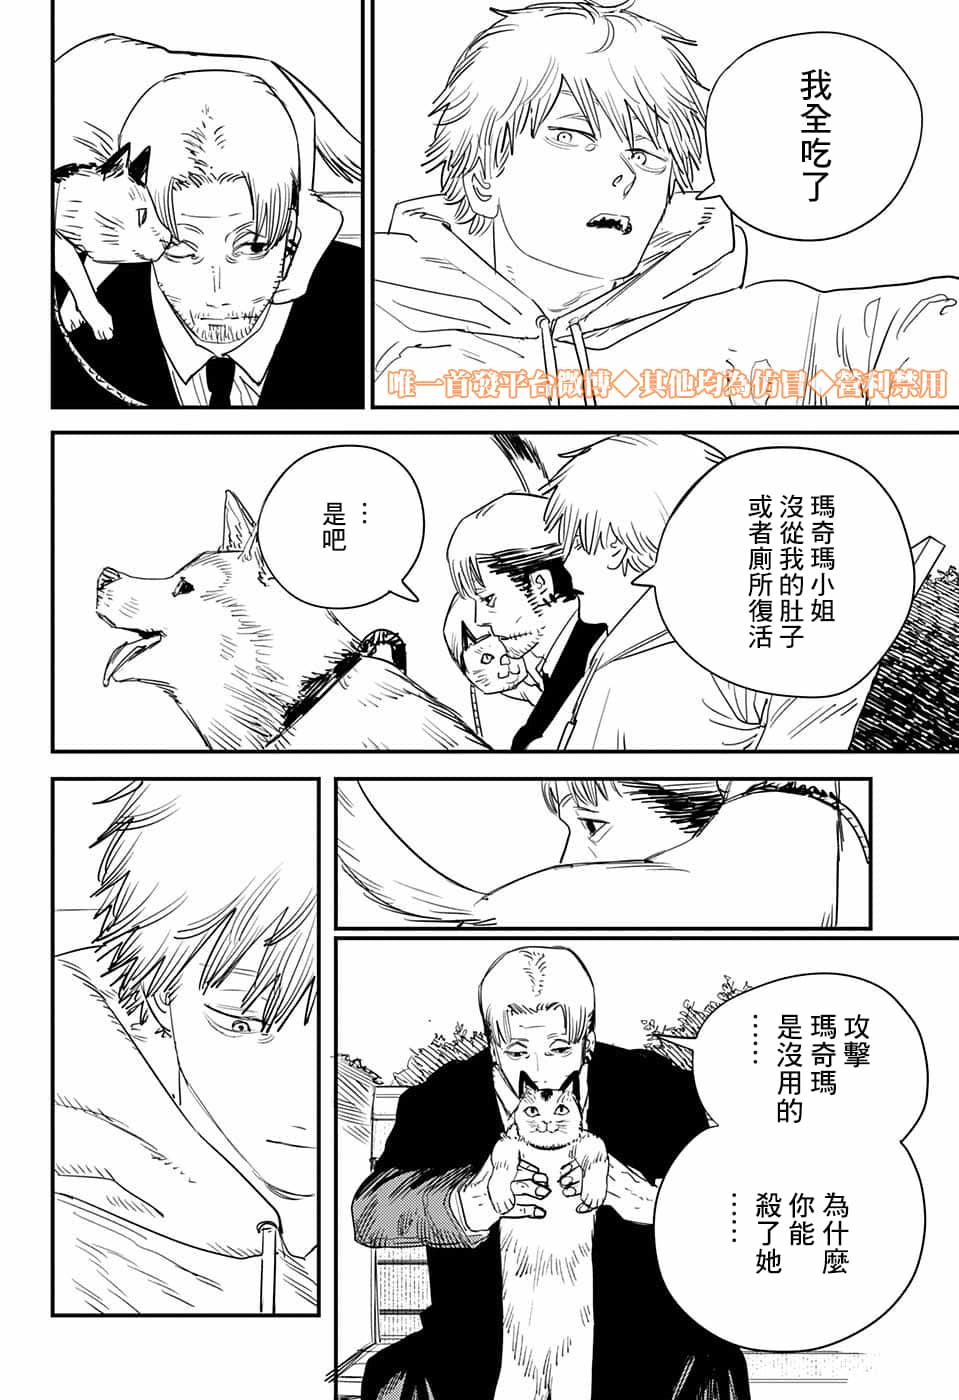 我全吃了
唯一首發平台微博◆其他均為仿冒◆營利禁用
瑪奇瑪小姐
沒從我的肚子
或者廁所復活
…
是吧
攻擊
瑪奇瑪
是沒用的
……
為什麼
你能
殺了她
……